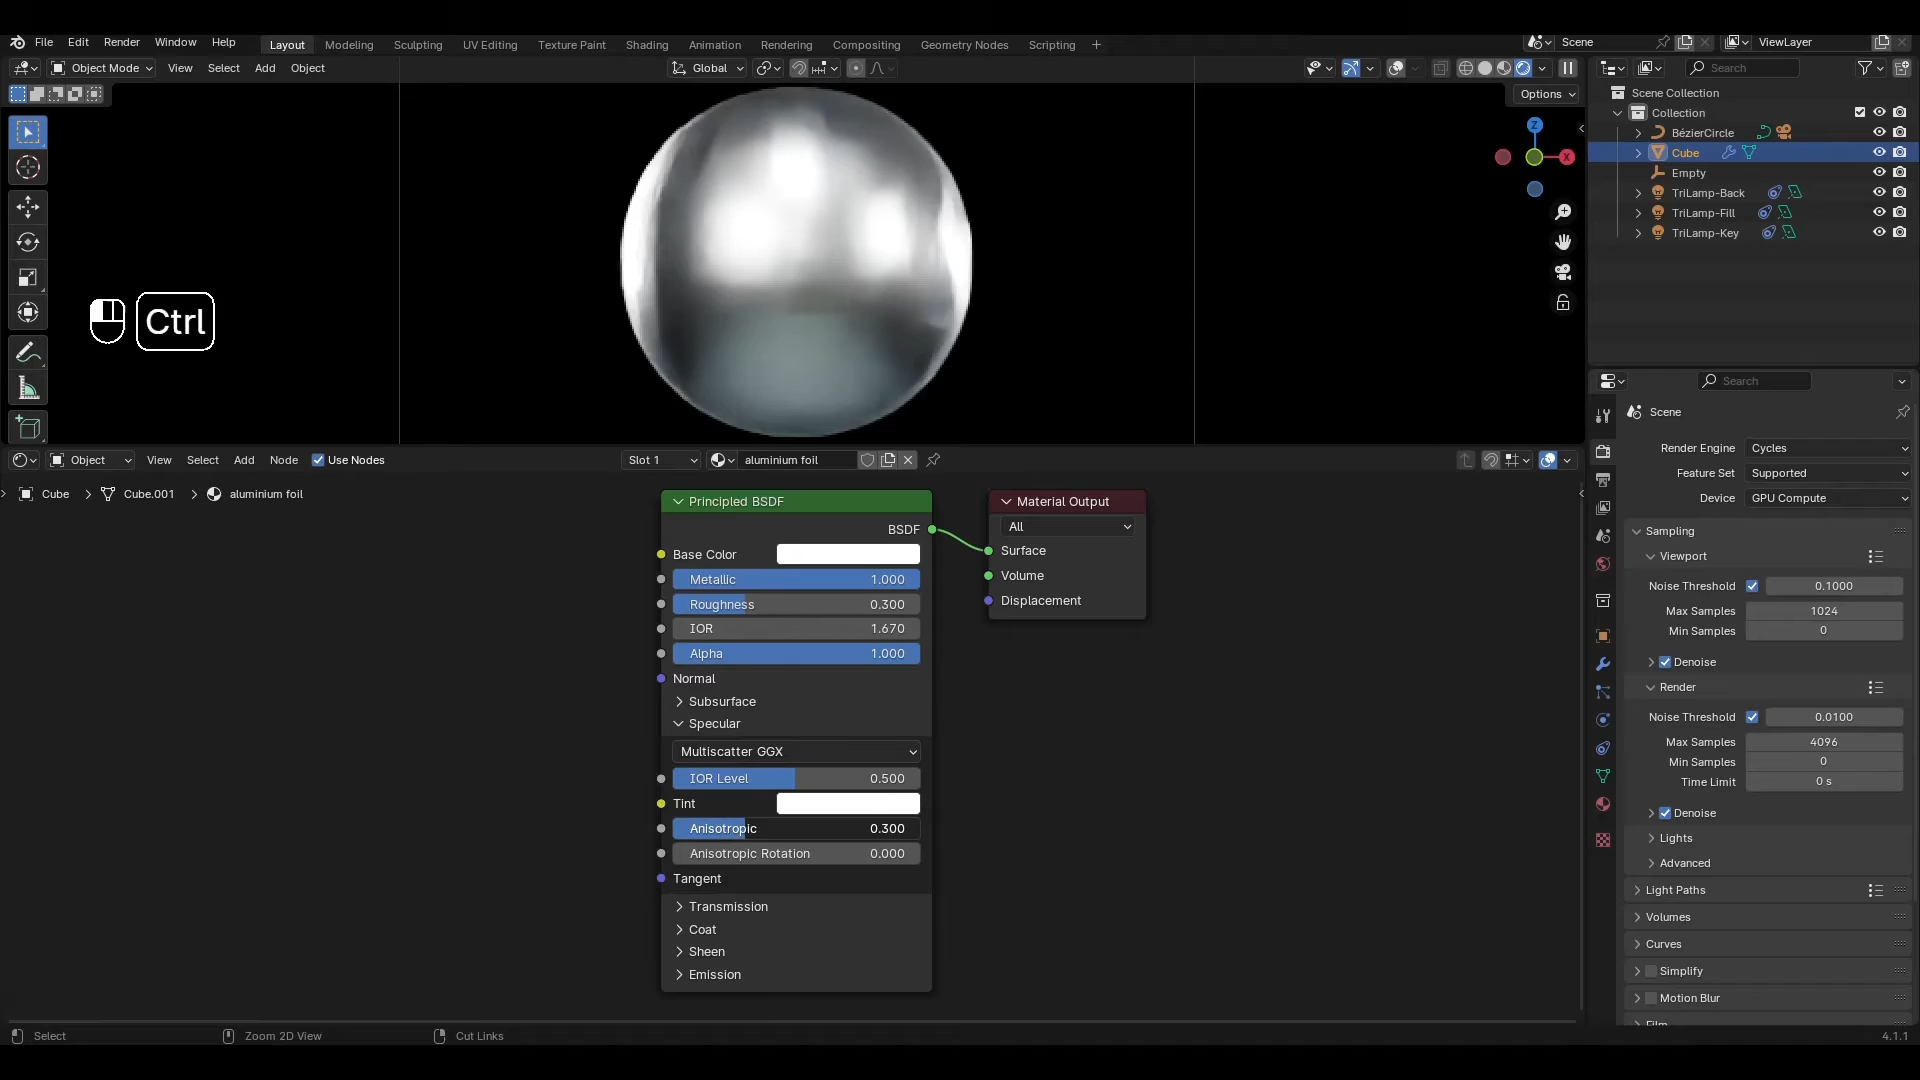 File Edit Render Window Help Layout Modeling Sculpting UV Editing Texture Paint Shading Animation Rendering Compositing Geometry Nodes Scripting + Scene ViewLayer
Object Mode View Select Add Object Global Search
Options
Scene Collection
Collection
BézierCircle
Cube
Empty
TriLamp-Back
TriLamp-Fill
TriLamp-Key
Z
X
Ctrl
Object View Select Add Node Use Nodes Slot 1 aluminium foil
Cube > Cube.001 > aluminium foil
Principled BSDF
BSDF
Base Color
Metallic 1.000
Roughness 0.300
IOR 1.670
Alpha 1.000
Normal
Subsurface
Specular
Multiscatter GGX
IOR Level 0.500
Tint
Anisotropic 0.300
Anisotropic Rotation 0.000
Tangent
Transmission
Coat
Sheen
Emission
Material Output
All
Surface
Volume
Displacement
Search
Scene
Render Engine Cycles
Feature Set Supported
Device GPU Compute
Sampling
Viewport
Noise Threshold 0.1000
Max Samples 1024
Min Samples 0
Denoise
Render
Noise Threshold 0.0100
Max Samples 4096
Min Samples 0
Time Limit 0 s
Denoise
Lights
Advanced
Light Paths
Volumes
Curves
Simplify
Motion Blur
Film
Select Zoom 2D View Cut Links 4.1.1